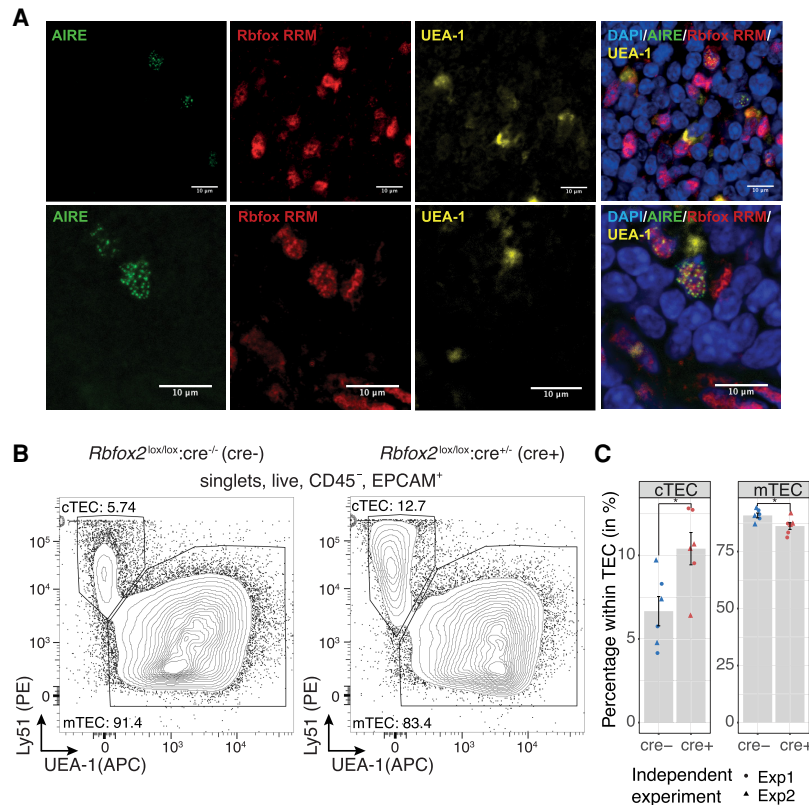 A
AIRE
Rbfox RRM
UEA-1
DAPI/AIRE/Rbfox RRM/
UEA-1
10 µm
10 µm
10 µm
10 µm
AIRE
Rbfox RRM
UEA-1
DAPI/AIRE/Rbfox RRM/
UEA-1
10 µm
10 µm
10 µm
10 µm
B
Rbfox2lox/lox:cre-/- (cre-)
Rbfox2lox/lox:cre+/- (cre+)
singlets, live, CD45−, EPCAM+
cTEC: 5.74
cTEC: 12.7
10⁵
10⁴
10³
0
10⁵
10⁴
10³
0
mTEC: 91.4
mTEC: 83.4
0
10³
10⁴
0
10³
10⁴
Ly51 (PE)
UEA-1(APC)
Ly51 (PE)
UEA-1(APC)
C
cTEC
mTEC
*
*
Percentage within TEC (in %)
10
5
0
75
50
25
0
cre−
cre+
cre−
cre+
Independent
experiment
Exp1
Exp2